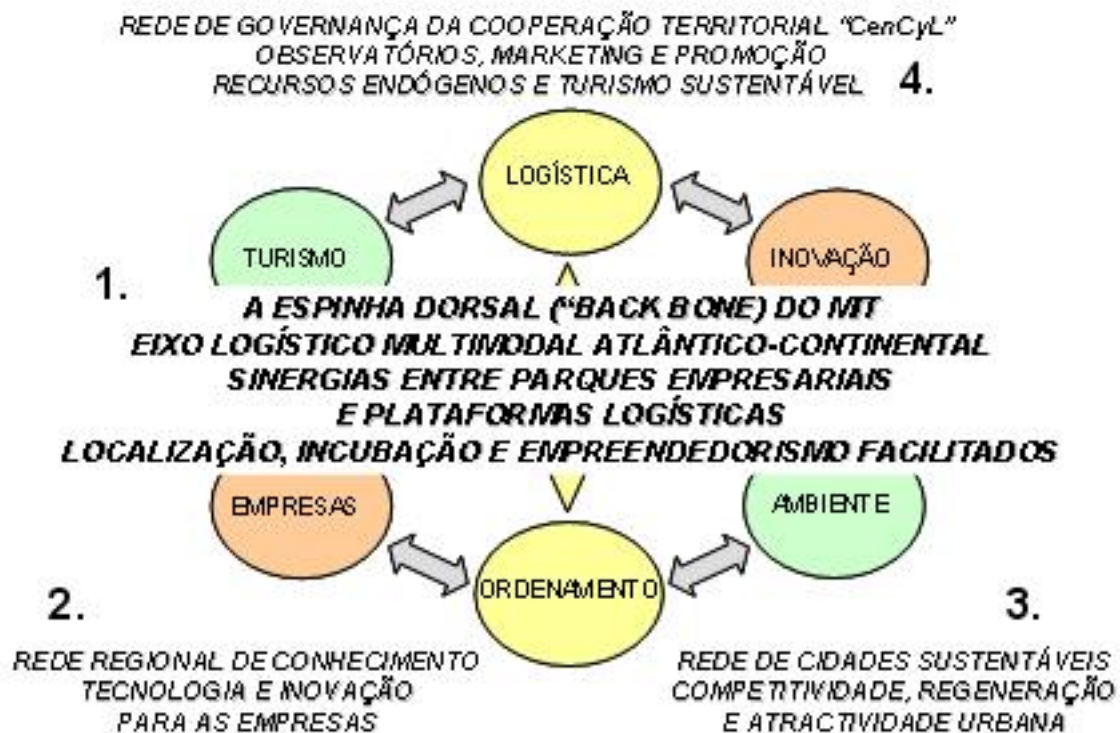 REDE DE GOVERNANÇA DA COOPERAÇÃO TERRITORIAL "CenCyL"
OBSERVATÓRIOS, MARKETING E PROMOÇÃO
RECURSOS ENDÓGENOS E TURISMO SUSTENTÁVEL 4.
LOGÍSTICA
TURISMO
INOVAÇÃO
1.
A ESPINHA DORSAL ("BACK BONE) DO MIT
EIXO LOGÍSTICO MULTIMODAL ATLÂNTICO-CONTINENTAL
SINERGIAS ENTRE PARQUES EMPRESARIAIS
E PLATAFORMAS LOGÍSTICAS
LOCALIZAÇÃO, INCUBAÇÃO E EMPREENDEDORISMO FACILITADOS
EMPRESAS
AMBIENTE
ORDENAMENTO
2.
REDE REGIONAL DE CONHECIMENTO
TECNOLOGIA E INOVAÇÃO
PARA AS EMPRESAS
3.
REDE DE CIDADES SUSTENTÁVEIS
COMPETITIVIDADE, REGENERAÇÃO
E ATRACTIVIDADE URBANA